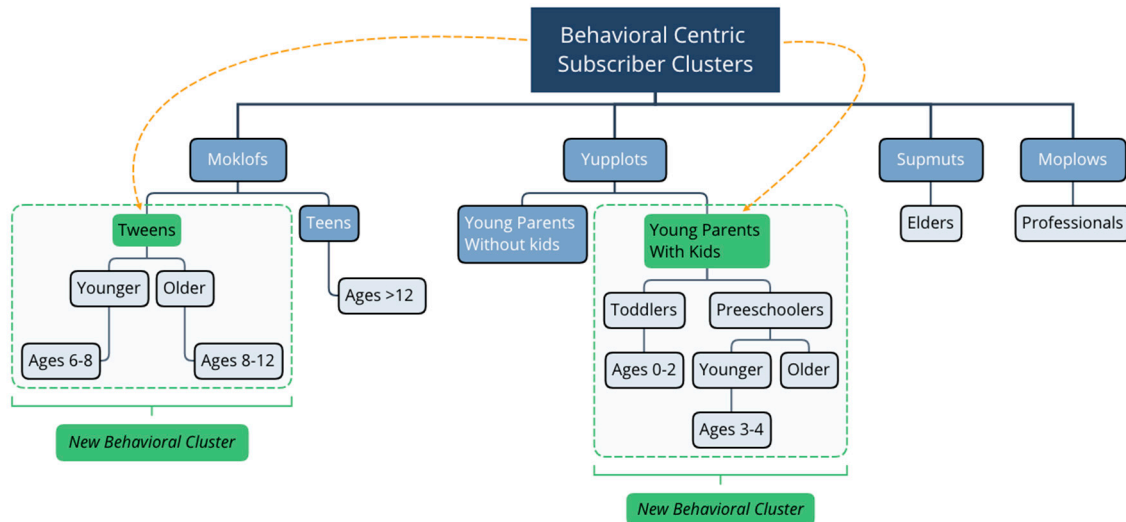 Behavioral Centric
Subscriber Clusters
Moklofs
Yupplots
Supmuts
Moplows
Tweens
Teens
Young Parents
Without kids
Young Parents
With Kids
Elders
Professionals
Younger
Older
Ages >12
Toddlers
Preeschoolers
Ages 6-8
Ages 8-12
Ages 0-2
Younger
Older
Ages 3-4
New Behavioral Cluster
New Behavioral Cluster